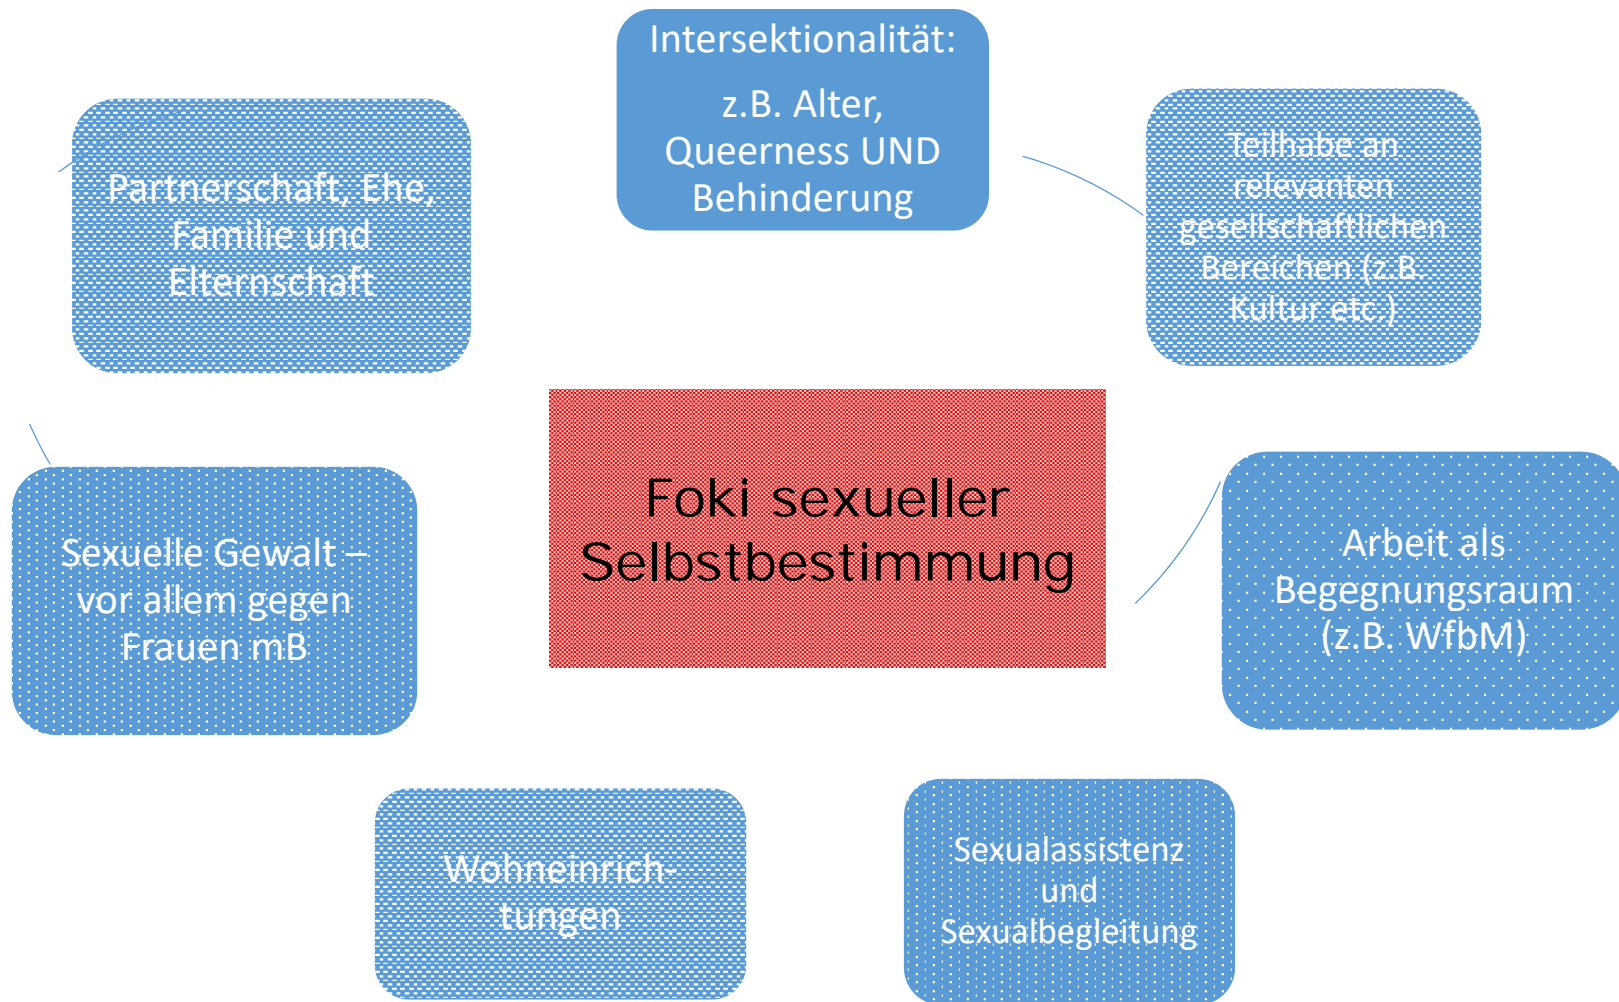 Intersektionalität:
z.B. Alter,
Queerness UND
Behinderung
Teilhabe an
relevanten
gesellschaftlichen
Bereichen (z.B.
Kultur etc.)
Arbeit als
Begegnungsraum
(z.B. WfbM)
Sexualassistenz
und
Sexualbegleitung
Wohneinrich-
tungen
Sexuelle Gewalt –
vor allem gegen
Frauen mB
Partnerschaft, Ehe,
Familie und
Elternschaft
Foki sexueller
Selbstbestimmung